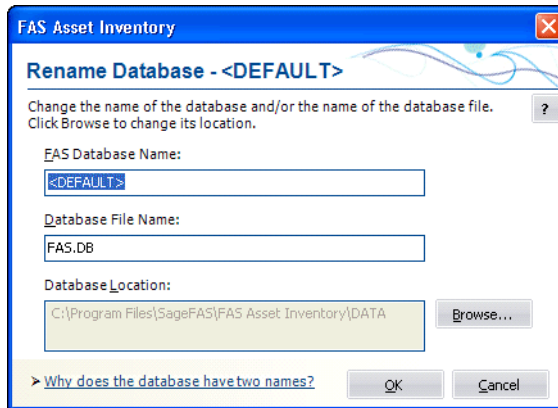 FAS Asset Inventory
Rename Database - <DEFAULT>
Change the name of the database and/or the name of the database file.
Click Browse to change its location.
?
FAS Database Name:
<DEFAULT>
Database File Name:
FAS.DB
Database Location:
C:\Program Files\SageFAS\FAS Asset Inventory\DATA
Browse...
Why does the database have two names?
OK
Cancel